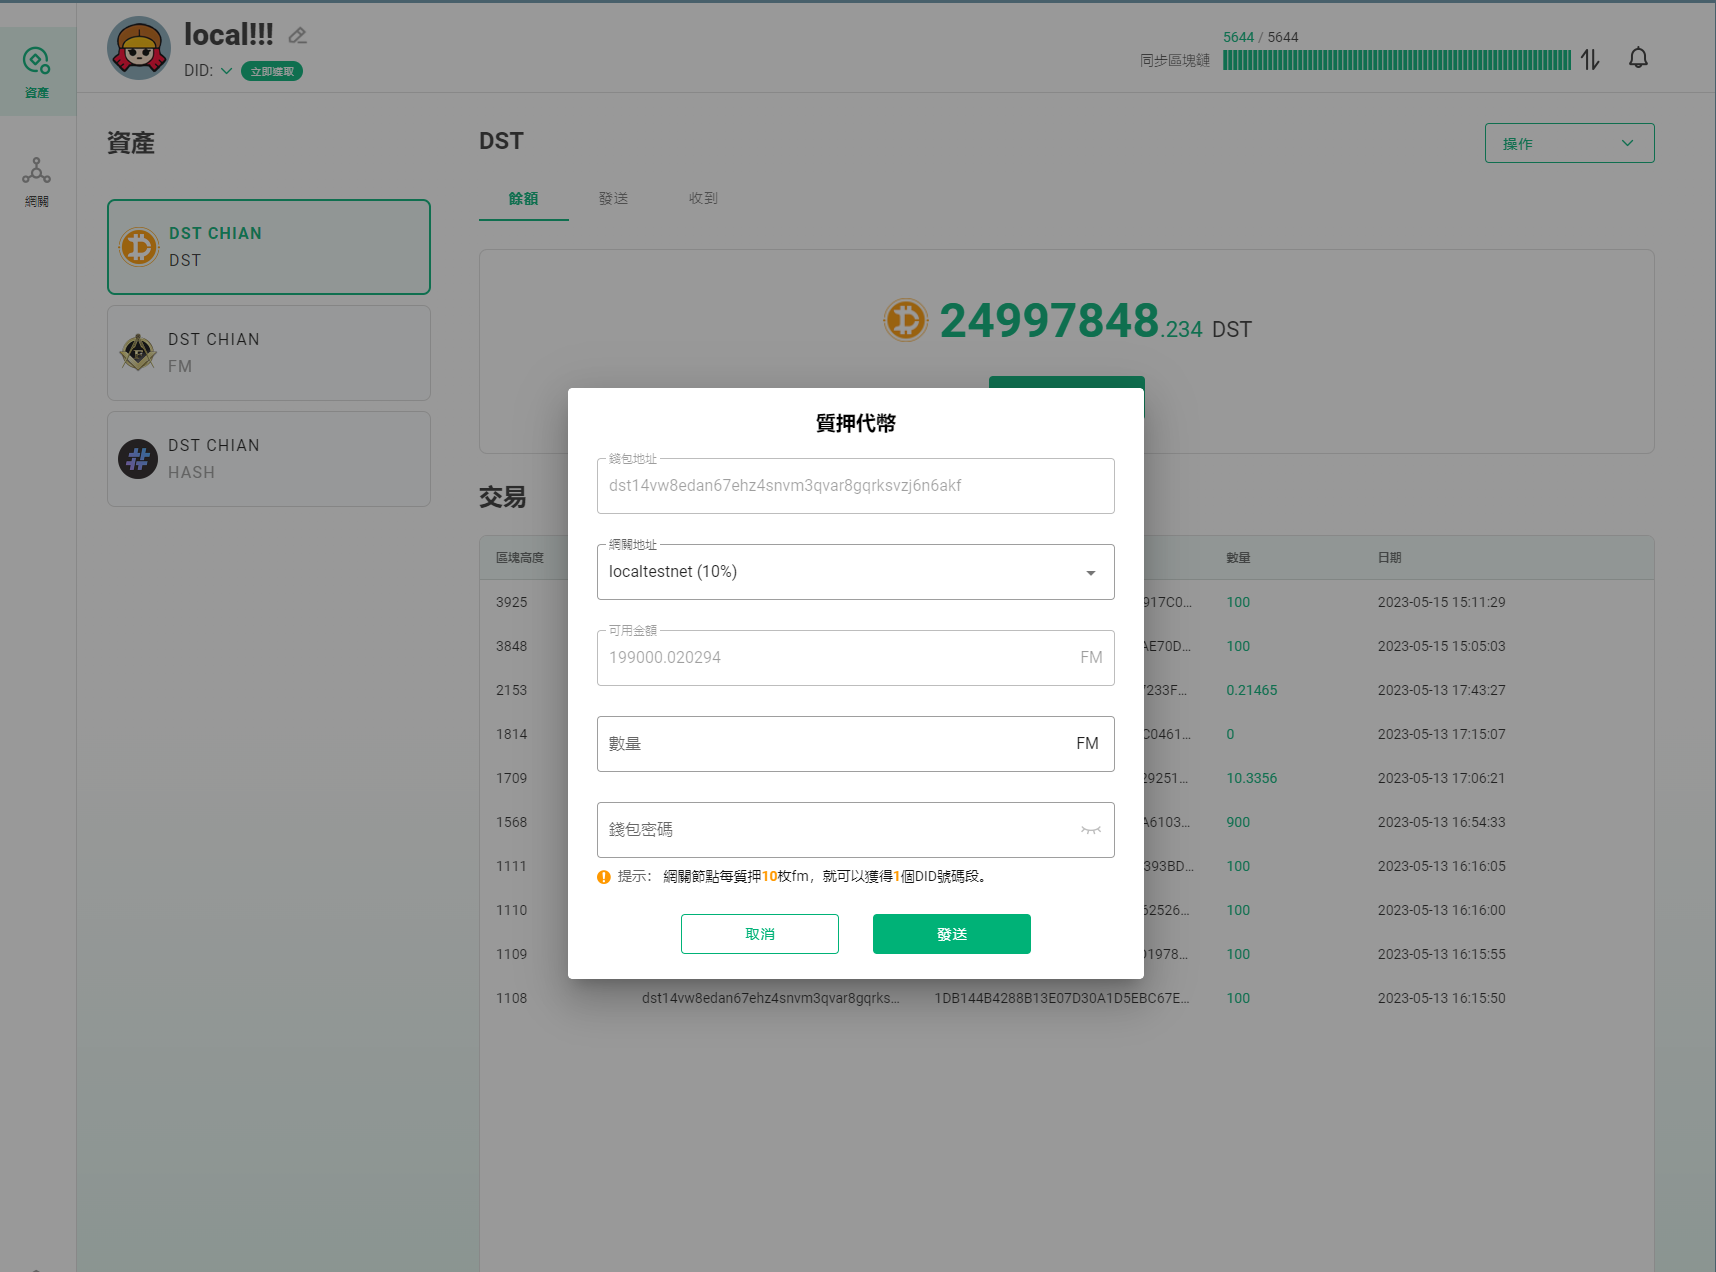 local!!!
DID:
立即獲取
5644 / 5644
同步區塊鏈
資產
網關
資產
DST CHIAN
DST
DST CHIAN
FM
DST CHIAN
HASH
DST
操作
餘額
發送
收到
24997848.234 DST
交易
區塊高度
數量
日期
3925
917C0...
100
2023-05-15 15:11:29
3848
AE70D...
100
2023-05-15 15:05:03
2153
7233F...
0.21465
2023-05-13 17:43:27
1814
C0461...
0
2023-05-13 17:15:07
1709
29251...
10.3356
2023-05-13 17:06:21
1568
A6103...
900
2023-05-13 16:54:33
1111
393BD...
100
2023-05-13 16:16:05
1110
62526...
100
2023-05-13 16:16:00
1109
01978...
100
2023-05-13 16:15:55
1108
dst14vw8edan67ehz4snvm3qvar8gqrks...
1DB144B4288B13E07D30A1D5EBC67E...
100
2023-05-13 16:15:50
質押代幣
錢包地址
dst14vw8edan67ehz4snvm3qvar8gqrksvzj6n6akf
網關地址
localtestnet (10%)
可用金額
199000.020294
FM
數量
FM
錢包密碼
提示： 網關節點每質押10枚fm，就可以獲得1個DID號碼段。
取消
發送